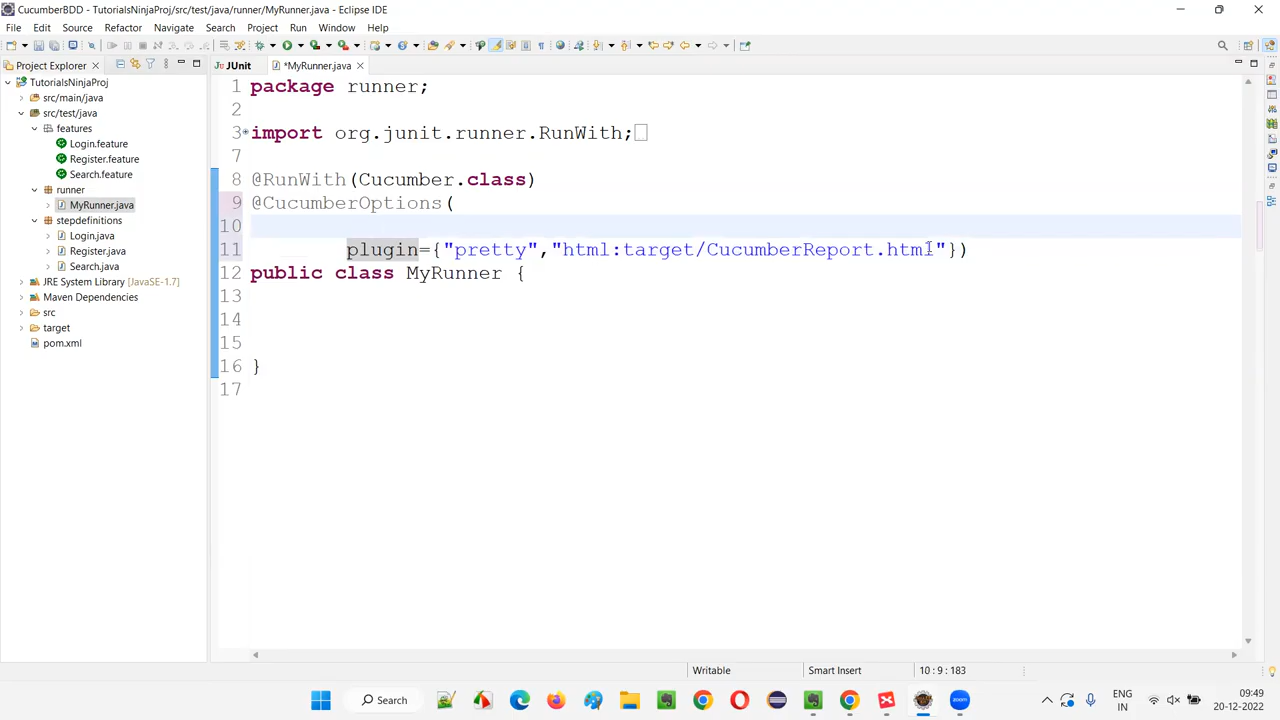 CucumberBDD - TutorialsNinjaProj/src/test/java/runner/MyRunner.java - Eclipse IDE
File Edit Source Refactor Navigate Search Project Run Window Help
Project Explorer
JUnit
*MyRunner.java
TutorialsNinjaProj
src/main/java
src/test/java
features
Login.feature
Register.feature
Search.feature
runner
MyRunner.java
stepdefinitions
Login.java
Register.java
Search.java
JRE System Library [JavaSE-1.7]
Maven Dependencies
src
target
pom.xml
1 package runner;
2
3 import org.junit.runner.RunWith;
7
8 @RunWith(Cucumber.class)
9 @CucumberOptions(
10
11 plugin={"pretty","html:target/CucumberReport.html"})
12 public class MyRunner {
13
14
15
16 }
17
Writable Smart Insert 10 : 9 : 183
Search
ENG
IN
09:49
20-12-2022